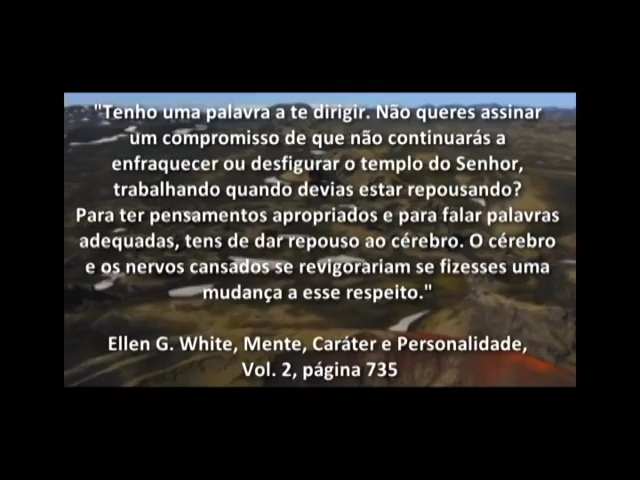 "Tenho uma palavra a te dirigir. Não queres assinar
um compromisso de que não continuarás a
enfraquecer ou desfigurar o templo do Senhor,
trabalhando quando devias estar repousando?
Para ter pensamentos apropriados e para falar palavras
adequadas, tens de dar repouso ao cérebro. O cérebro
e os nervos cansados se revigorariam se fizesses uma
mudança a esse respeito."
Ellen G. White, Mente, Caráter e Personalidade,
Vol. 2, página 735